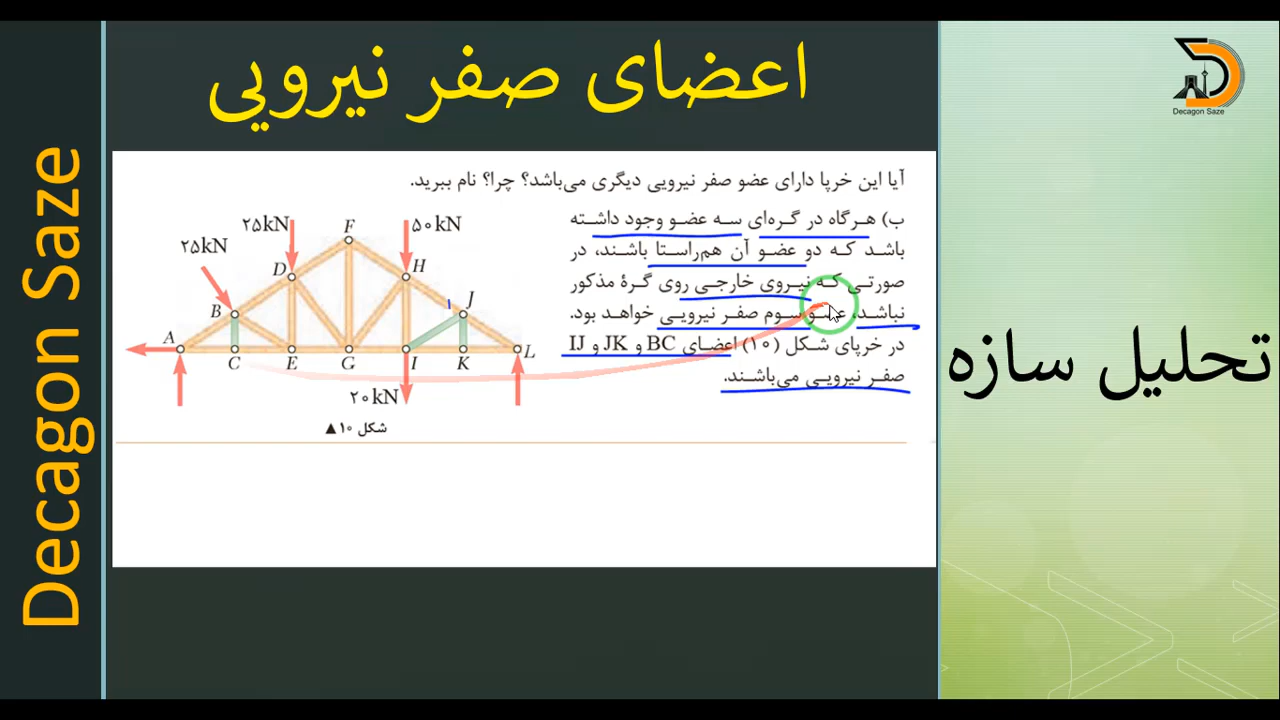 اعضای صفر نیرویی
Decagon Saze
Decagon Saze
تحلیل سازه
آیا این خرپا دارای عضو صفر نیرویی دیگری می‌باشد؟ چرا؟ نام ببرید.
ب) هرگاه در گره‌ای سه عضو وجود داشته
باشد که دو عضو آن هم‌راستا باشند، در
صورتی که نیروی خارجی روی گرهٔ مذکور
نباشد، عضو سوم صفر نیرویی خواهد بود.
در خرپای شکل (۱۰) اعضای BC و JK و IJ
صفر نیرویی می‌باشند.
۲۵kN
۲۵kN
۵۰kN
F
D
H
B
J
A
C
E
G
I
K
L
۲۰kN
شکل ۱۰▲